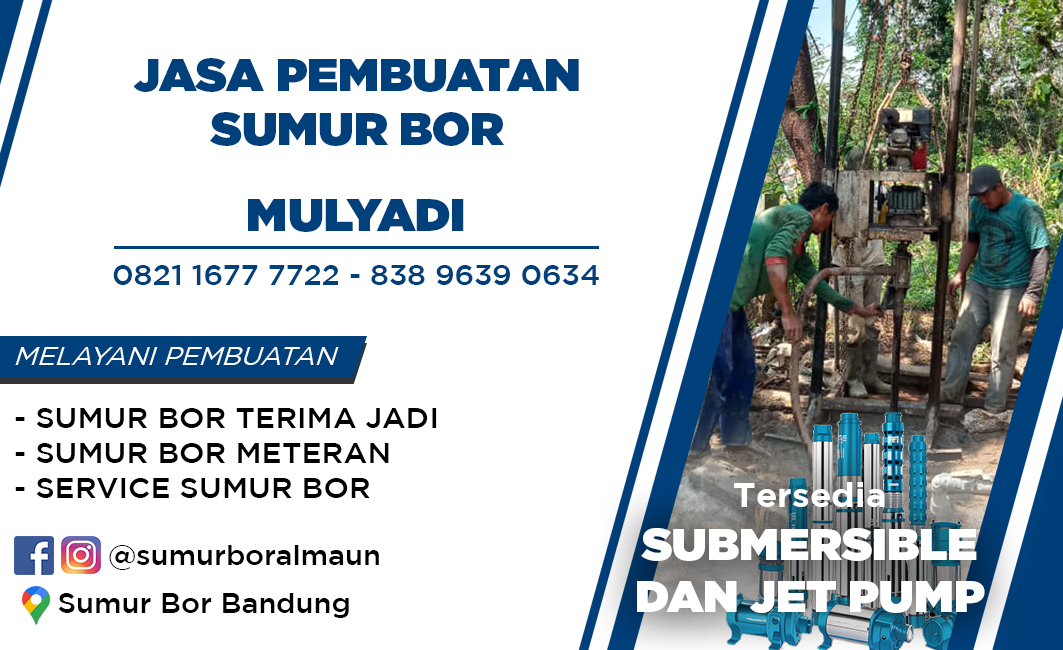 JASA PEMBUATAN
SUMUR BOR
MULYADI
0821 1677 7722 - 838 9639 0634
MELAYANI PEMBUATAN
- SUMUR BOR TERIMA JADI
- SUMUR BOR METERAN
- SERVICE SUMUR BOR
@sumurboralmaun
Sumur Bor Bandung
Tersedia
SUBMERSIBLE
DAN JET PUMP